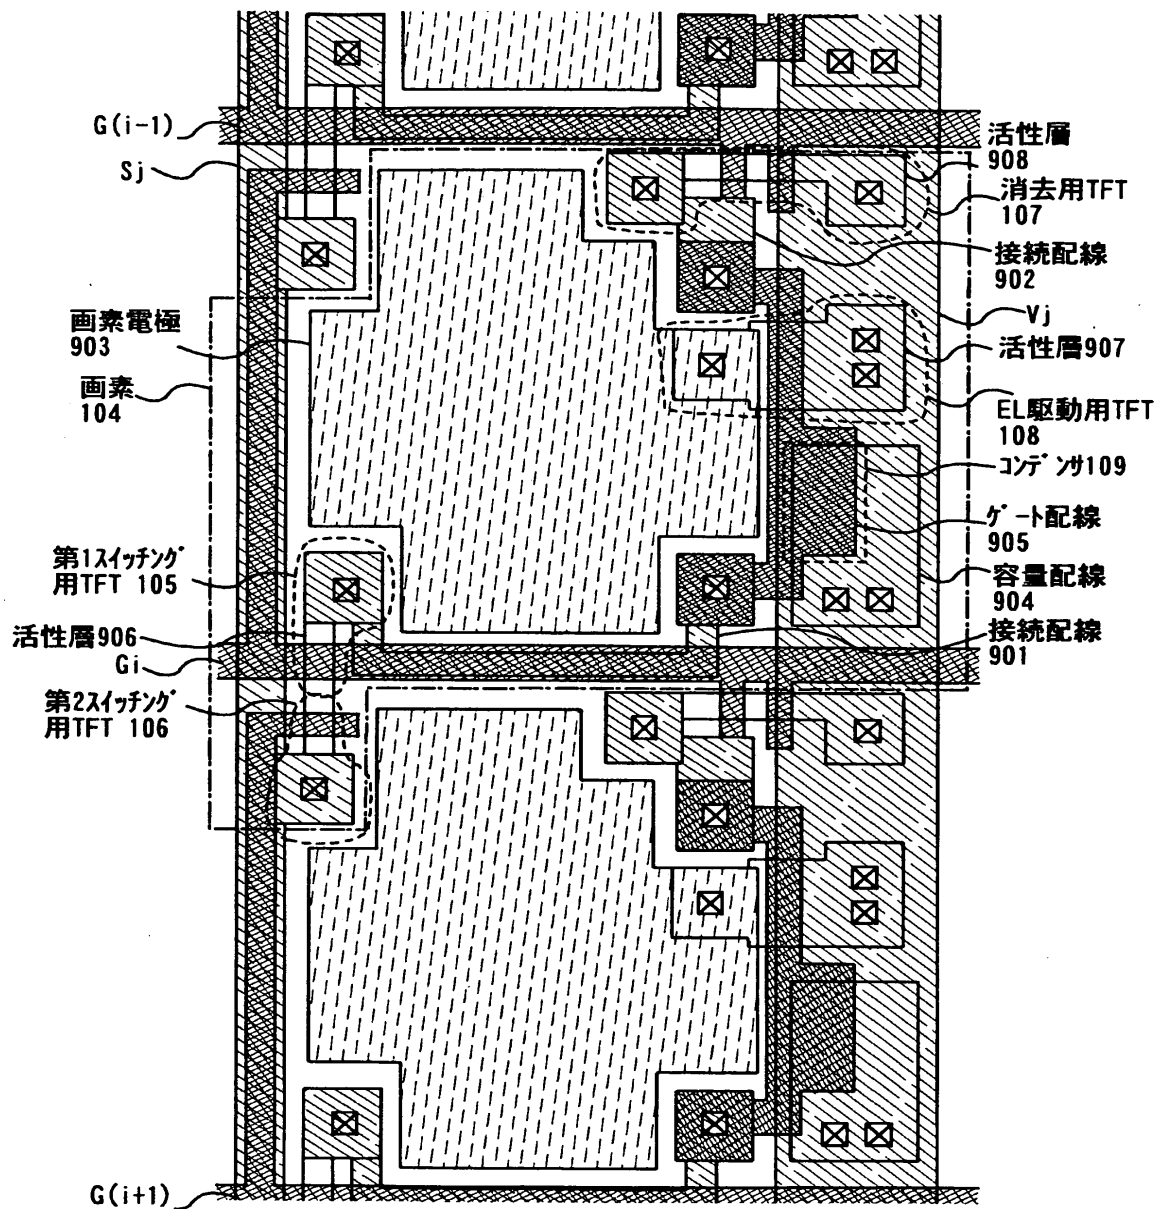 G(i-1)
Sj
画素電極
903
画素
104
第1スイッチング
用TFT 105
活性層906
Gi
第2スイッチング
用TFT 106
G(i+1)
活性層
908
消去用TFT
107
接続配線
902
Vj
活性層907
EL駆動用TFT
108
コンデンサ109
ゲート配線
905
容量配線
904
接続配線
901